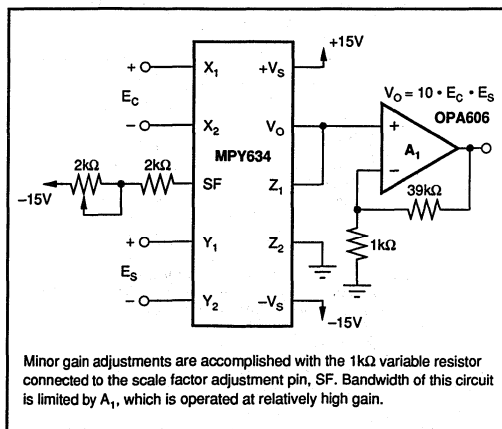 +15V
+ X1 +VS
EC
VO = 10 • EC • ES
OPA606
– X2 VO + A1
MPY634
2kΩ 2kΩ
SF Z1 –
–15V
39kΩ
+ Y1 Z2
1kΩ
ES
– Y2 –VS
–15V
Minor gain adjustments are accomplished with the 1kΩ variable resistor
connected to the scale factor adjustment pin, SF. Bandwidth of this circuit
is limited by A1, which is operated at relatively high gain.